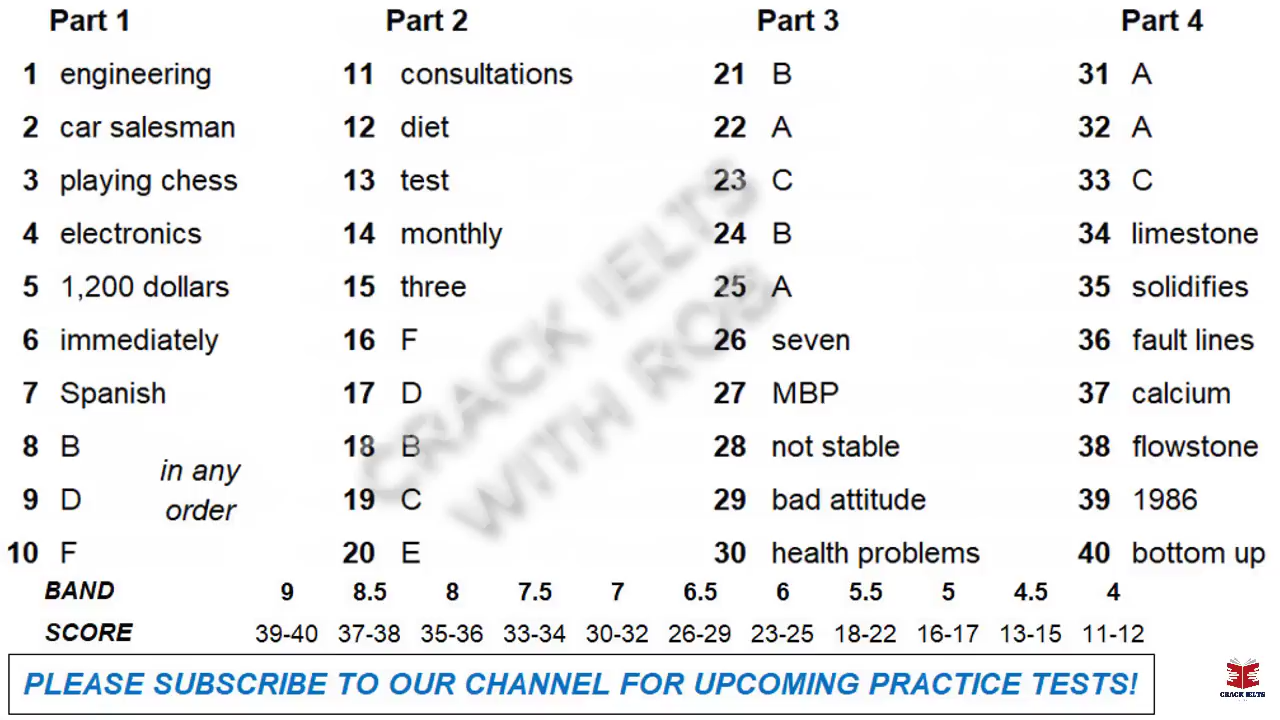 Part 1
1 engineering
2 car salesman
3 playing chess
4 electronics
5 1,200 dollars
6 immediately
7 Spanish
8 B
9 D
10 F
in any
order
Part 2
11 consultations
12 diet
13 test
14 monthly
15 three
16 F
17 D
18 B
19 C
20 E
Part 3
21 B
22 A
23 C
24 B
25 A
26 seven
27 MBP
28 not stable
29 bad attitude
30 health problems
Part 4
31 A
32 A
33 C
34 limestone
35 solidifies
36 fault lines
37 calcium
38 flowstone
39 1986
40 bottom up
CRACK IELTS
WITH ROB
BAND 9 8.5 8 7.5 7 6.5 6 5.5 5 4.5 4
SCORE 39-40 37-38 35-36 33-34 30-32 26-29 23-25 18-22 16-17 13-15 11-12
PLEASE SUBSCRIBE TO OUR CHANNEL FOR UPCOMING PRACTICE TESTS!
CRACK IELTS